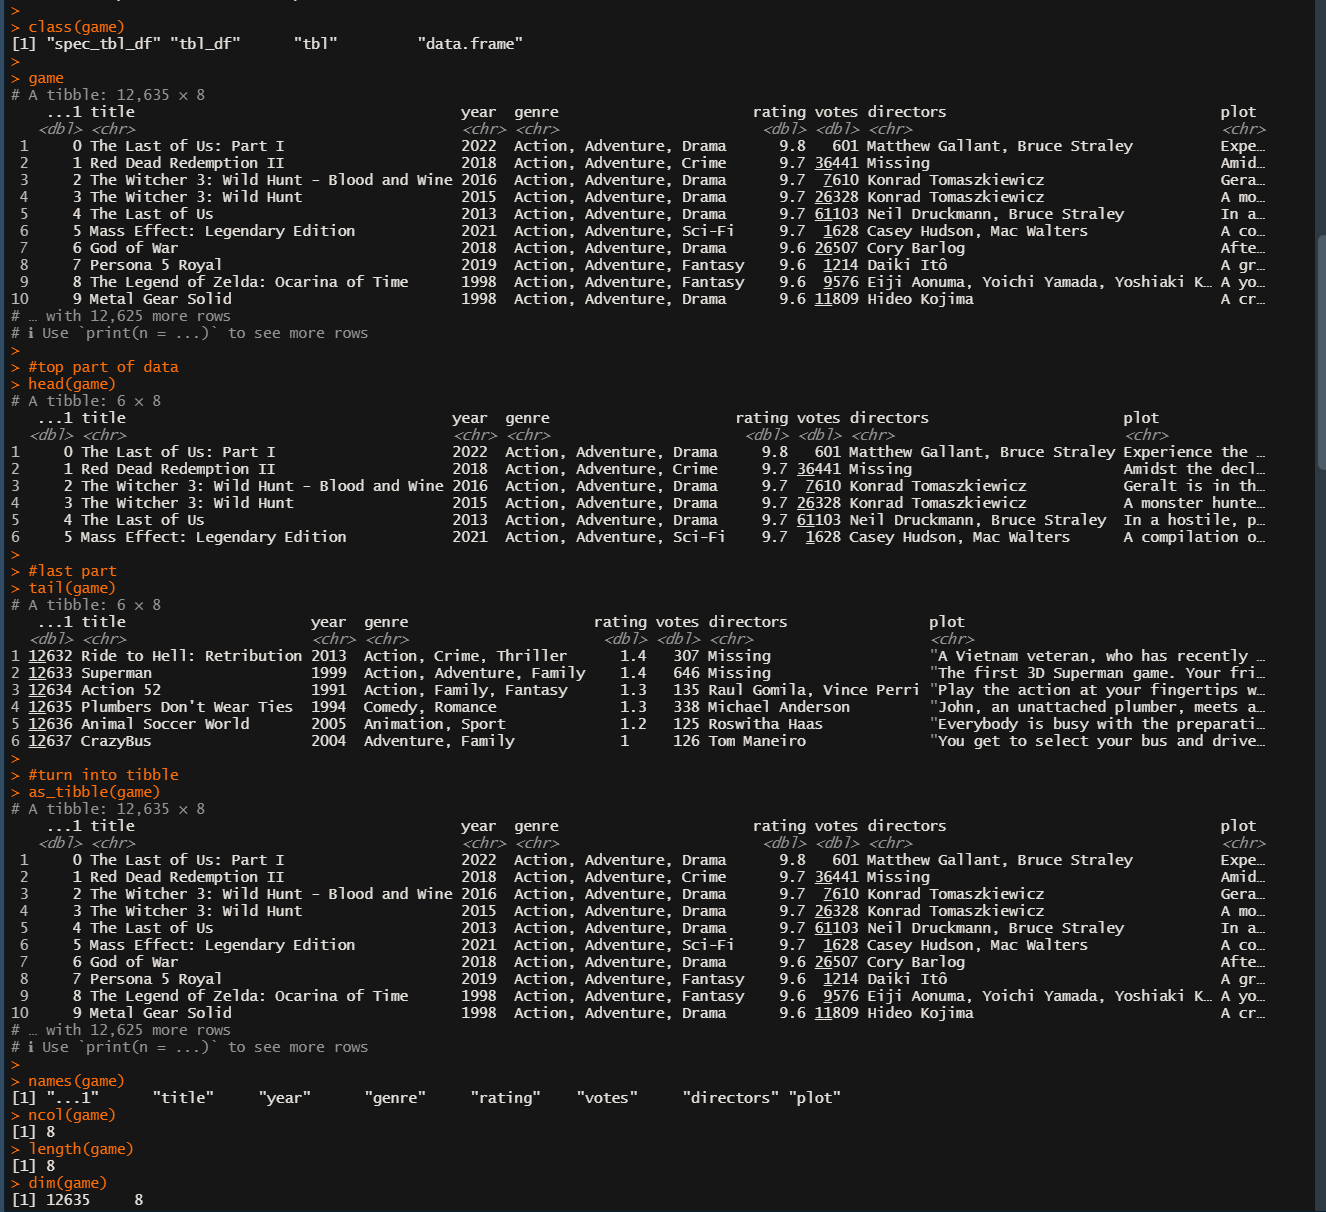 >
> class(game)
[1] "spec_tbl_df" "tbl_df"      "tbl"         "data.frame"
>
> game
# A tibble: 12,635 × 8
    ...1 title                                    year  genre                      rating votes directors                               plot
   <dbl> <chr>                                    <chr> <chr>                       <dbl> <dbl> <chr>                                   <chr>
 1     0 The Last of Us: Part I                    2022  Action, Adventure, Drama      9.8   601 Matthew Gallant, Bruce Straley          Expe…
 2     1 Red Dead Redemption II                    2018  Action, Adventure, Crime      9.7 36441 Missing                                 Amid…
 3     2 The Witcher 3: Wild Hunt - Blood and Wine 2016  Action, Adventure, Drama      9.7  7610 Konrad Tomaszkiewicz                    Gera…
 4     3 The Witcher 3: Wild Hunt                  2015  Action, Adventure, Drama      9.7 26328 Konrad Tomaszkiewicz                    A mo…
 5     4 The Last of Us                            2013  Action, Adventure, Drama      9.7 61103 Neil Druckmann, Bruce Straley           In a…
 6     5 Mass Effect: Legendary Edition            2021  Action, Adventure, Sci-Fi     9.7  1628 Casey Hudson, Mac Walters               A co…
 7     6 God of War                                2018  Action, Adventure, Drama      9.6 26507 Cory Barlog                             Afte…
 8     7 Persona 5 Royal                           2019  Action, Adventure, Fantasy    9.6  1214 Daiki Itô                               A gr…
 9     8 The Legend of Zelda: Ocarina of Time      1998  Action, Adventure, Fantasy    9.6  9576 Eiji Aonuma, Yoichi Yamada, Yoshiaki K… A yo…
10     9 Metal Gear Solid                          1998  Action, Adventure, Drama      9.6 11809 Hideo Kojima                            A cr…
# … with 12,625 more rows
# ℹ Use `print(n = ...)` to see more rows
>
> #top part of data
> head(game)
# A tibble: 6 × 8
   ...1 title                                     year  genre                     rating votes directors                      plot
  <dbl> <chr>                                     <chr> <chr>                      <dbl> <dbl> <chr>                          <chr>
1     0 The Last of Us: Part I                    2022  Action, Adventure, Drama     9.8   601 Matthew Gallant, Bruce Straley Experience the …
2     1 Red Dead Redemption II                    2018  Action, Adventure, Crime     9.7 36441 Missing                        Amidst the decl…
3     2 The Witcher 3: Wild Hunt - Blood and Wine 2016  Action, Adventure, Drama     9.7  7610 Konrad Tomaszkiewicz           Geralt is in th…
4     3 The Witcher 3: Wild Hunt                  2015  Action, Adventure, Drama     9.7 26328 Konrad Tomaszkiewicz           A monster hunte…
5     4 The Last of Us                            2013  Action, Adventure, Drama     9.7 61103 Neil Druckmann, Bruce Straley  In a hostile, p…
6     5 Mass Effect: Legendary Edition            2021  Action, Adventure, Sci-Fi    9.7  1628 Casey Hudson, Mac Walters      A compilation o…
>
> #last part
> tail(game)
# A tibble: 6 × 8
   ...1 title                     year  genre                      rating votes directors               plot
  <dbl> <chr>                     <chr> <chr>                       <dbl> <dbl> <chr>                   <chr>
1 12632 Ride to Hell: Retribution 2013  Action, Crime, Thriller       1.4   307 Missing                 "A Vietnam veteran, who has recently …
2 12633 Superman                  1999  Action, Adventure, Family     1.4   646 Missing                 "The first 3D Superman game. Your fri…
3 12634 Action 52                 1991  Action, Family, Fantasy       1.3   135 Raul Gomila, Vince Perri "Play the action at your fingertips w…
4 12635 Plumbers Don't Wear Ties  1994  Comedy, Romance               1.3   338 Michael Anderson        "John, an unattached plumber, meets a…
5 12636 Animal Soccer World       2005  Animation, Sport              1.2   125 Roswitha Haas           "Everybody is busy with the preparati…
6 12637 CrazyBus                  2004  Adventure, Family             1     126 Tom Maneiro             "You get to select your bus and drive…
>
> #turn into tibble
> as_tibble(game)
# A tibble: 12,635 × 8
    ...1 title                                    year  genre                      rating votes directors                               plot
   <dbl> <chr>                                    <chr> <chr>                       <dbl> <dbl> <chr>                                   <chr>
 1     0 The Last of Us: Part I                    2022  Action, Adventure, Drama      9.8   601 Matthew Gallant, Bruce Straley          Expe…
 2     1 Red Dead Redemption II                    2018  Action, Adventure, Crime      9.7 36441 Missing                                 Amid…
 3     2 The Witcher 3: Wild Hunt - Blood and Wine 2016  Action, Adventure, Drama      9.7  7610 Konrad Tomaszkiewicz                    Gera…
 4     3 The Witcher 3: Wild Hunt                  2015  Action, Adventure, Drama      9.7 26328 Konrad Tomaszkiewicz                    A mo…
 5     4 The Last of Us                            2013  Action, Adventure, Drama      9.7 61103 Neil Druckmann, Bruce Straley           In a…
 6     5 Mass Effect: Legendary Edition            2021  Action, Adventure, Sci-Fi     9.7  1628 Casey Hudson, Mac Walters               A co…
 7     6 God of War                                2018  Action, Adventure, Drama      9.6 26507 Cory Barlog                             Afte…
 8     7 Persona 5 Royal                           2019  Action, Adventure, Fantasy    9.6  1214 Daiki Itô                               A gr…
 9     8 The Legend of Zelda: Ocarina of Time      1998  Action, Adventure, Fantasy    9.6  9576 Eiji Aonuma, Yoichi Yamada, Yoshiaki K… A yo…
10     9 Metal Gear Solid                          1998  Action, Adventure, Drama      9.6 11809 Hideo Kojima                            A cr…
# … with 12,625 more rows
# ℹ Use `print(n = ...)` to see more rows
>
> names(game)
[1] "...1"      "title"     "year"      "genre"     "rating"    "votes"     "directors" "plot"
> ncol(game)
[1] 8
> length(game)
[1] 8
> dim(game)
[1] 12635     8